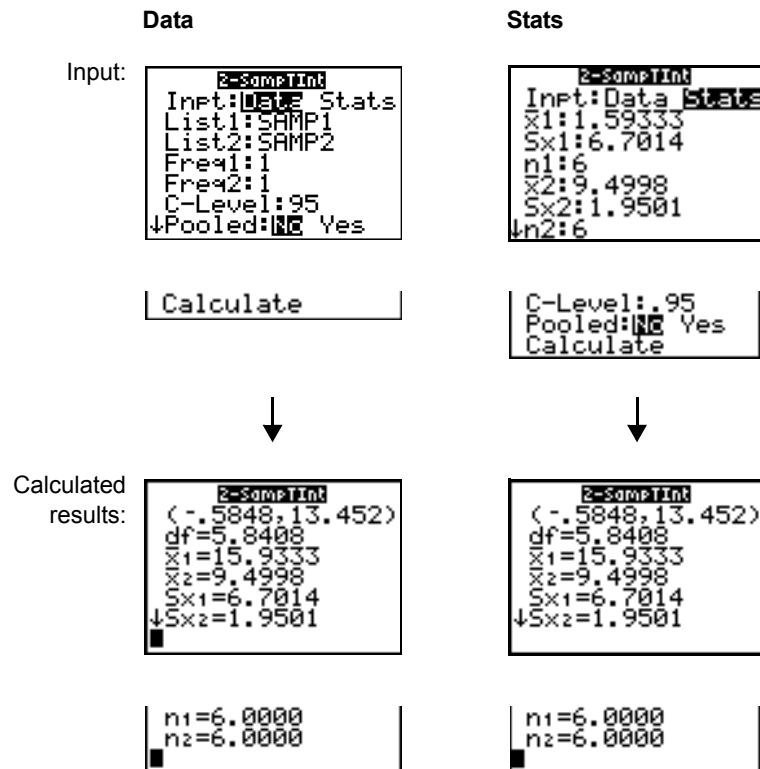 Data Stats
Input:
2-SampTInt
Inpt:Data Stats
List1:SAMP1
List2:SAMP2
Freq1:1
Freq2:1
C-Level:95
↓Pooled:No Yes
Calculate
2-SampTInt
Inpt:Data Stats
x̄1:1.59333
Sx1:6.7014
n1:6
x̄2:9.4998
Sx2:1.9501
↓n2:6
C-Level:.95
Pooled:No Yes
Calculate
Calculated
results:
2-SampTInt
(-.5848,13.452)
df=5.8408
x̄1=15.9333
x̄2=9.4998
Sx1=6.7014
↓Sx2=1.9501
n1=6.0000
n2=6.0000
2-SampTInt
(-.5848,13.452)
df=5.8408
x̄1=15.9333
x̄2=9.4998
Sx1=6.7014
↓Sx2=1.9501
n1=6.0000
n2=6.0000